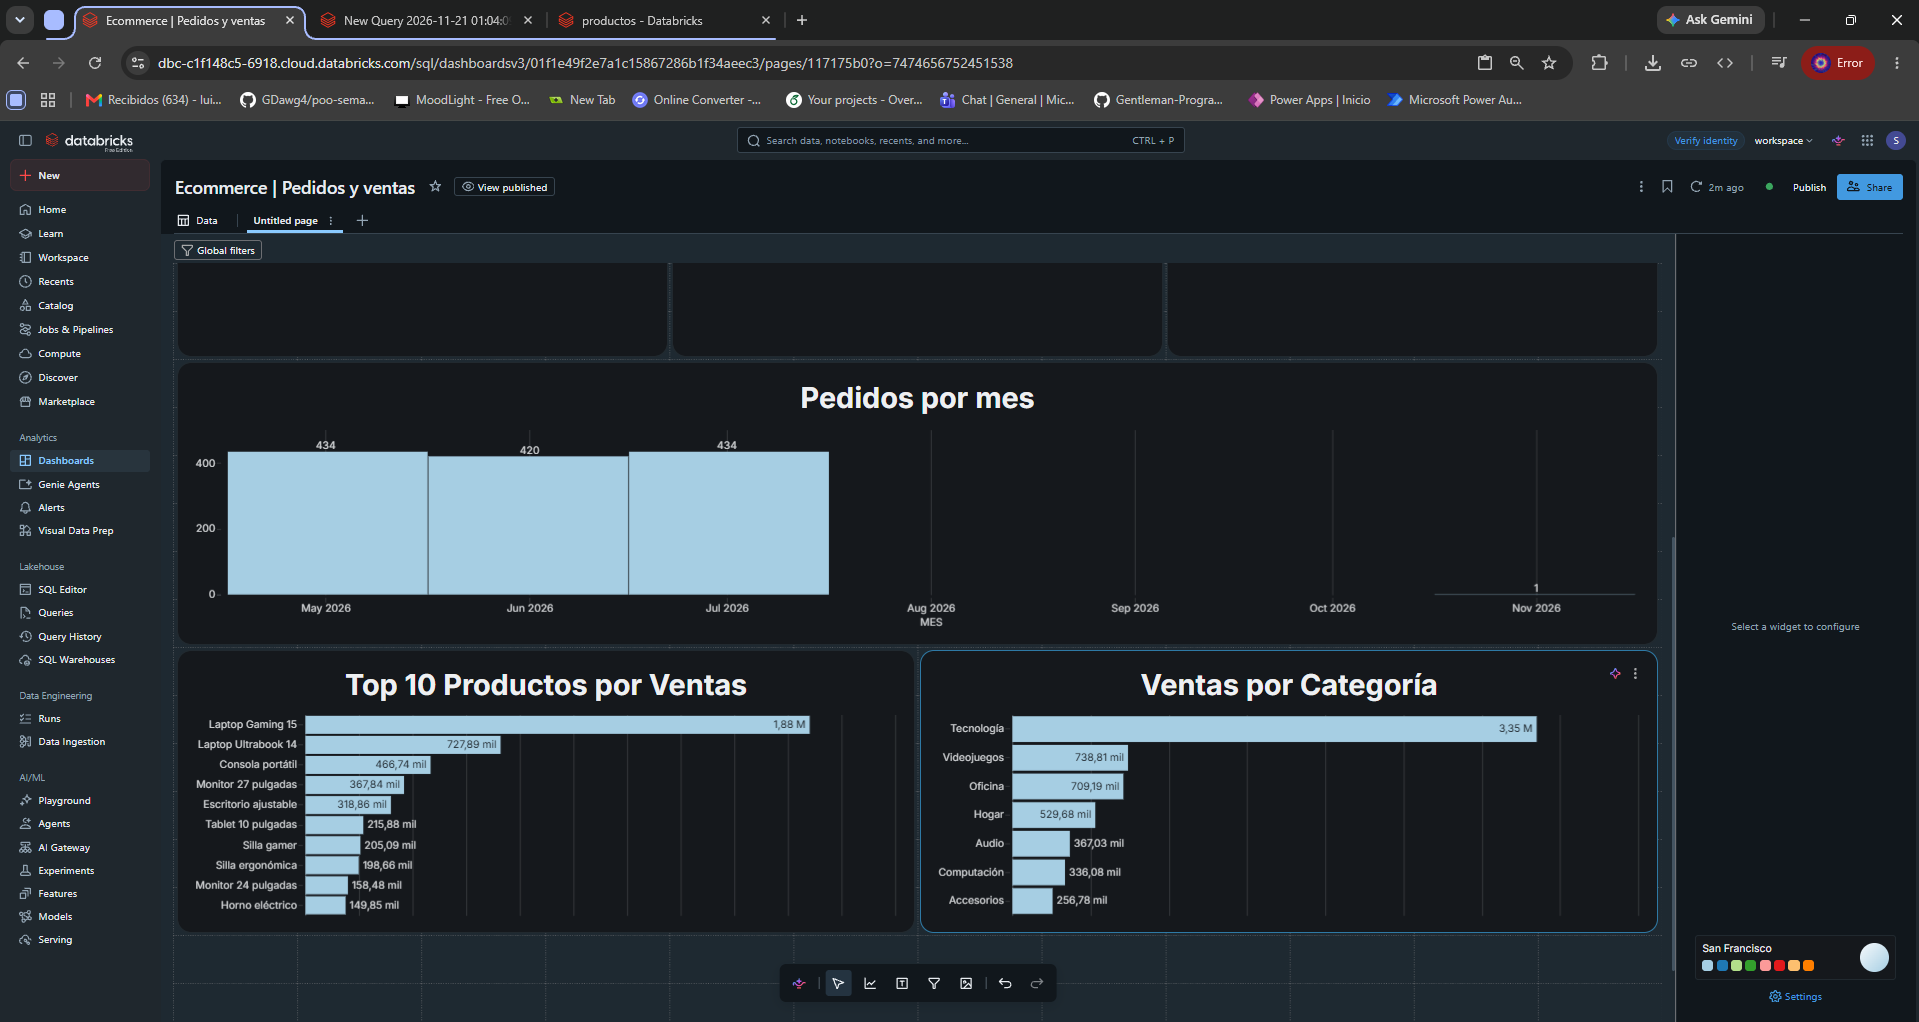 Ecommerce | Pedidos y ventas
New Query 2026-11-21 01:04:0
productos - Databricks
Ask Gemini
dbc-c1f148c5-6918.cloud.databricks.com/sql/dashboardsv3/01f1e49f2e7a1c15867286b1f34aeec3/pages/117175b0?o=7474656752451538
Error
Recibidos (634) - lui...
GDawg4/poo-sema...
MoodLight - Free O...
New Tab
Online Converter -...
Your projects - Over...
Chat | General | Mic...
Gentleman-Progra...
Power Apps | Inicio
Microsoft Power Au...
databricks
Free Edition
Search data, notebooks, recents, and more...
CTRL + P
Verify identity
workspace
S
New
Home
Learn
Workspace
Recents
Catalog
Jobs & Pipelines
Compute
Discover
Marketplace
Analytics
Dashboards
Genie Agents
Alerts
Visual Data Prep
Lakehouse
SQL Editor
Queries
Query History
SQL Warehouses
Data Engineering
Runs
Data Ingestion
AI/ML
Playground
Agents
AI Gateway
Experiments
Features
Models
Serving
Ecommerce | Pedidos y ventas
View published
2m ago
Publish
Share
Data
Untitled page
Global filters
Pedidos por mes
434
420
434
1
400
200
0
May 2026
Jun 2026
Jul 2026
Aug 2026
Sep 2026
Oct 2026
Nov 2026
MES
Top 10 Productos por Ventas
Laptop Gaming 15 1,88 M
Laptop Ultrabook 14 727,89 mil
Consola portátil 466,74 mil
Monitor 27 pulgadas 367,84 mil
Escritorio ajustable 318,86 mil
Tablet 10 pulgadas 215,88 mil
Silla gamer 205,09 mil
Silla ergonómica 198,66 mil
Monitor 24 pulgadas 158,48 mil
Horno eléctrico 149,85 mil
Ventas por Categoría
Tecnología 3,35 M
Videojuegos 738,81 mil
Oficina 709,19 mil
Hogar 529,68 mil
Audio 367,03 mil
Computación 336,08 mil
Accesorios 256,78 mil
Select a widget to configure
San Francisco
Settings